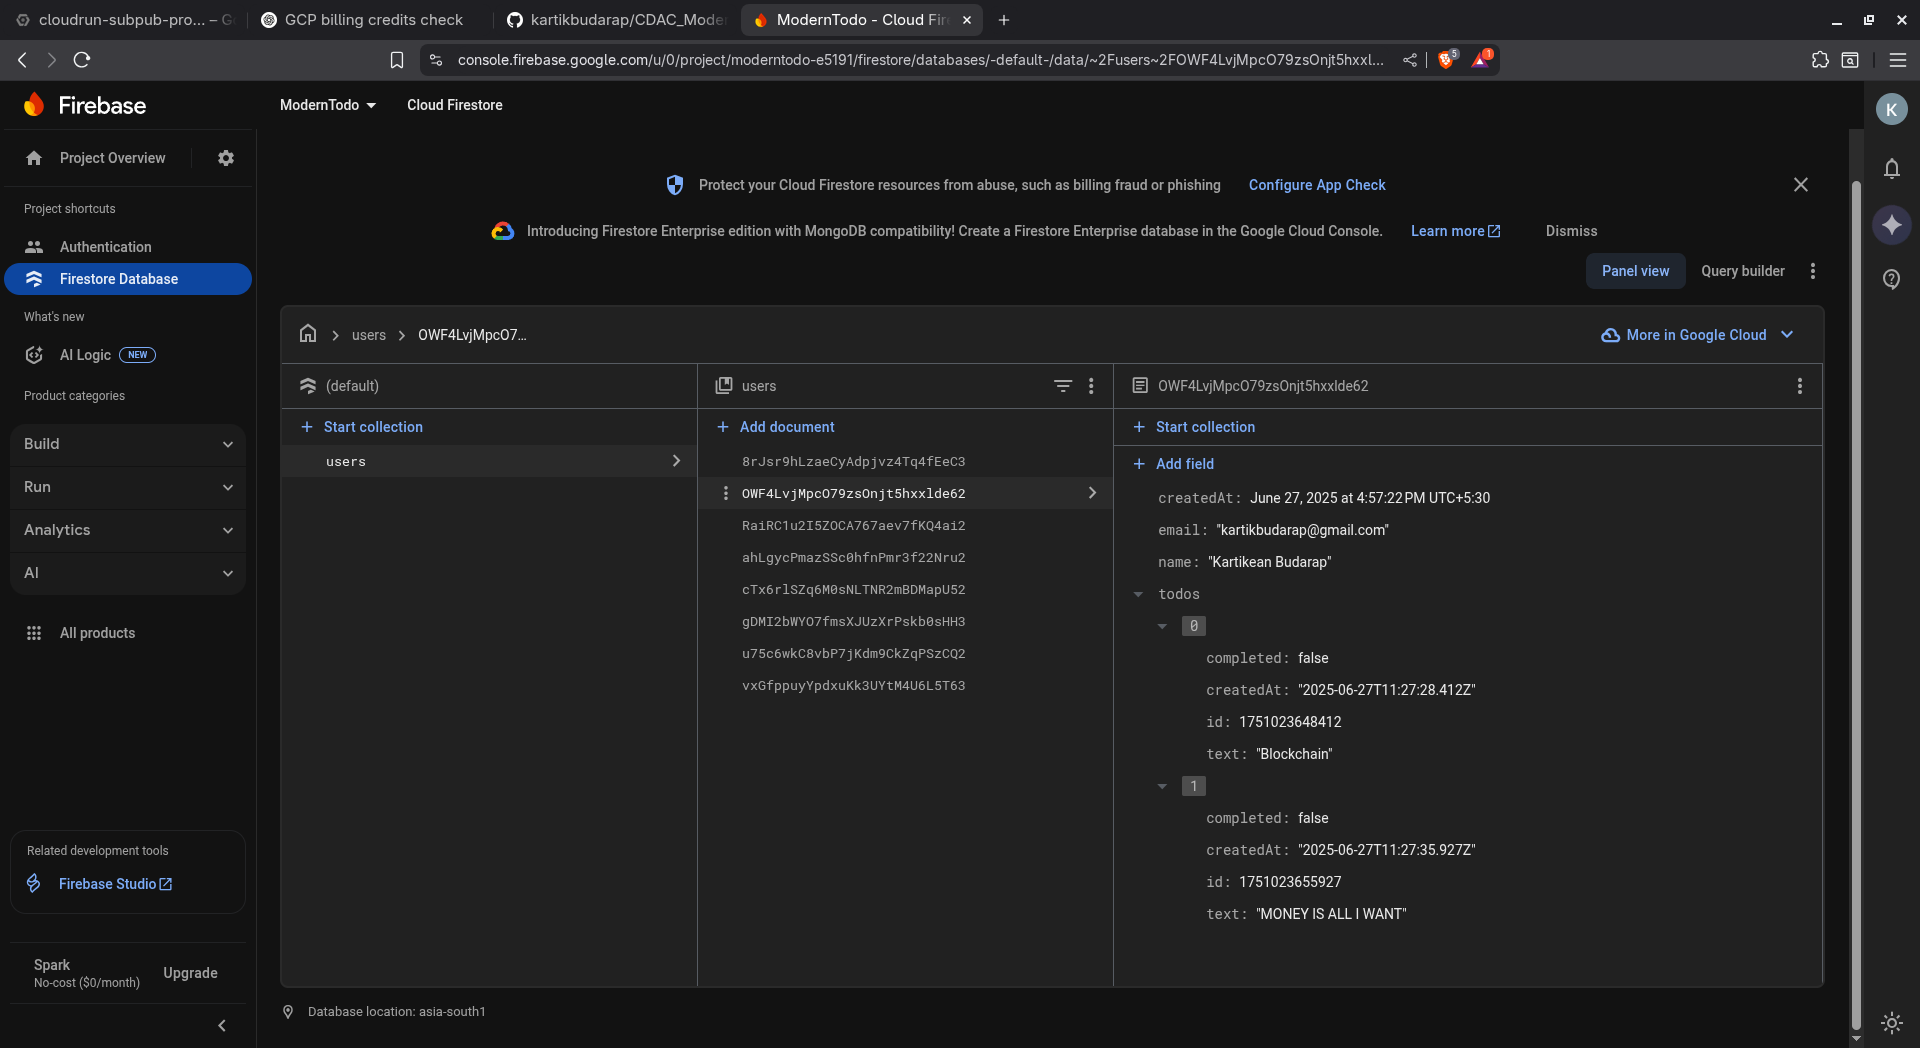 cloudrun-subpub-pro... – G
GCP billing credits check
kartikbudarap/CDAC_Moder
ModernTodo - Cloud Fir
console.firebase.google.com/u/0/project/moderntodo-e5191/firestore/databases/-default-/data/~2Fusers~2FOWF4LvjMpcO79zsOnjt5hxxl...
5
1
Firebase
ModernTodo
Cloud Firestore
K
Project Overview
Project shortcuts
Authentication
Firestore Database
What's new
AI Logic NEW
Product categories
Build
Run
Analytics
AI
All products
Related development tools
Firebase Studio
Spark
No-cost ($0/month)
Upgrade
Protect your Cloud Firestore resources from abuse, such as billing fraud or phishing Configure App Check
Introducing Firestore Enterprise edition with MongoDB compatibility! Create a Firestore Enterprise database in the Google Cloud Console. Learn more Dismiss
Panel view Query builder
users OWF4LvjMpcO7...
More in Google Cloud
(default)
Start collection
users
users
Add document
8rJsr9hLzaeCyAdpjvz4Tq4fEeC3
OWF4LvjMpcO79zsOnjt5hxxlde62
RaiRC1u2I5ZOCA767aev7fKQ4ai2
ahLgycPmazSSc0hfnPmr3f22Nru2
cTx6rlSZq6M0sNLTNR2mBDMapU52
gDMI2bWYO7fmsXJUzXrPskb0sHH3
u75c6wkC8vbP7jKdm9CkZqPSzCQ2
vxGfppuyYpdxuKk3UYtM4U6L5T63
OWF4LvjMpcO79zsOnjt5hxxlde62
Start collection
Add field
createdAt: June 27, 2025 at 4:57:22 PM UTC+5:30
email: "kartikbudarap@gmail.com"
name: "Kartikean Budarap"
todos
0
completed: false
createdAt: "2025-06-27T11:27:28.412Z"
id: 1751023648412
text: "Blockchain"
1
completed: false
createdAt: "2025-06-27T11:27:35.927Z"
id: 1751023655927
text: "MONEY IS ALL I WANT"
Database location: asia-south1